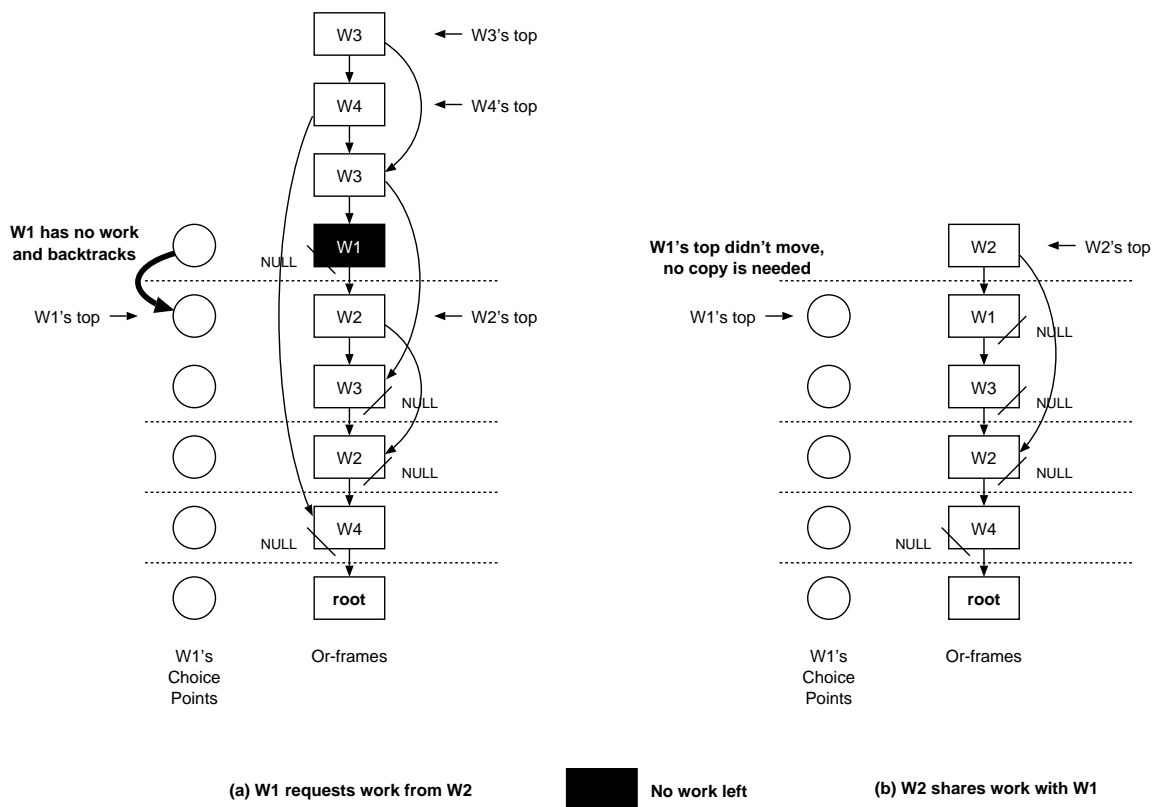 W3
W3's top
W4
W4's top
W3
W1 has no work
and backtracks
W1
NULL
W1's top
W2
W2's top
W3
NULL
W2
NULL
W4
NULL
root
W1's
Choice
Points
Or-frames
(a) W1 requests work from W2
W1's top didn't move,
no copy is needed
W2
W2's top
W1's top
W1
NULL
W3
NULL
W2
NULL
W4
NULL
root
W1's
Choice
Points
Or-frames
No work left
(b) W2 shares work with W1